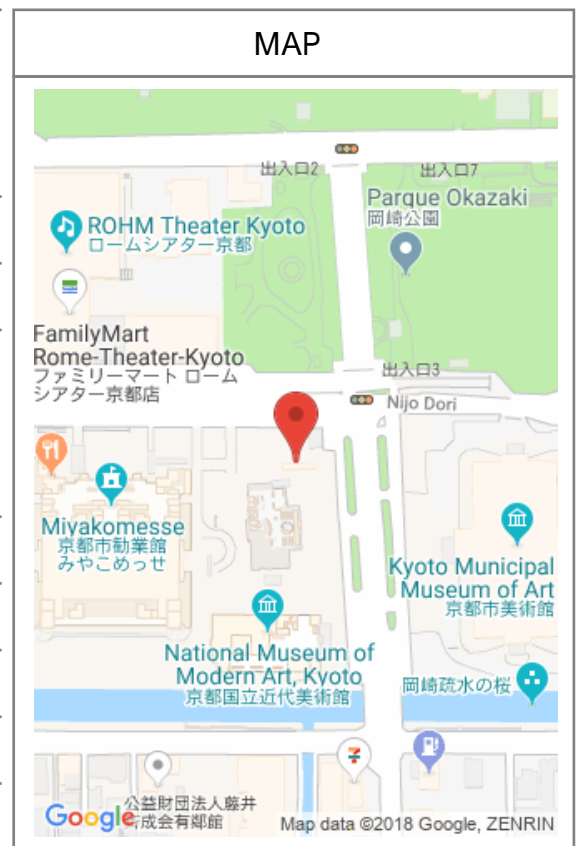 MAP
出入口2
出入口7
Parque Okazaki
岡崎公園
ROHM Theater Kyoto
ロームシアター京都
FamilyMart
Rome-Theater-Kyoto
ファミリーマート ローム
シアター京都店
出入口3
Nijo Dori
Miyakomesse
京都市勧業館
みやこめっせ
Kyoto Municipal
Museum of Art
京都市美術館
National Museum of
Modern Art, Kyoto
京都国立近代美術館
岡崎疏水の桜
公益財団法人藤井
成会有鄰館
Google
Map data ©2018 Google, ZENRIN